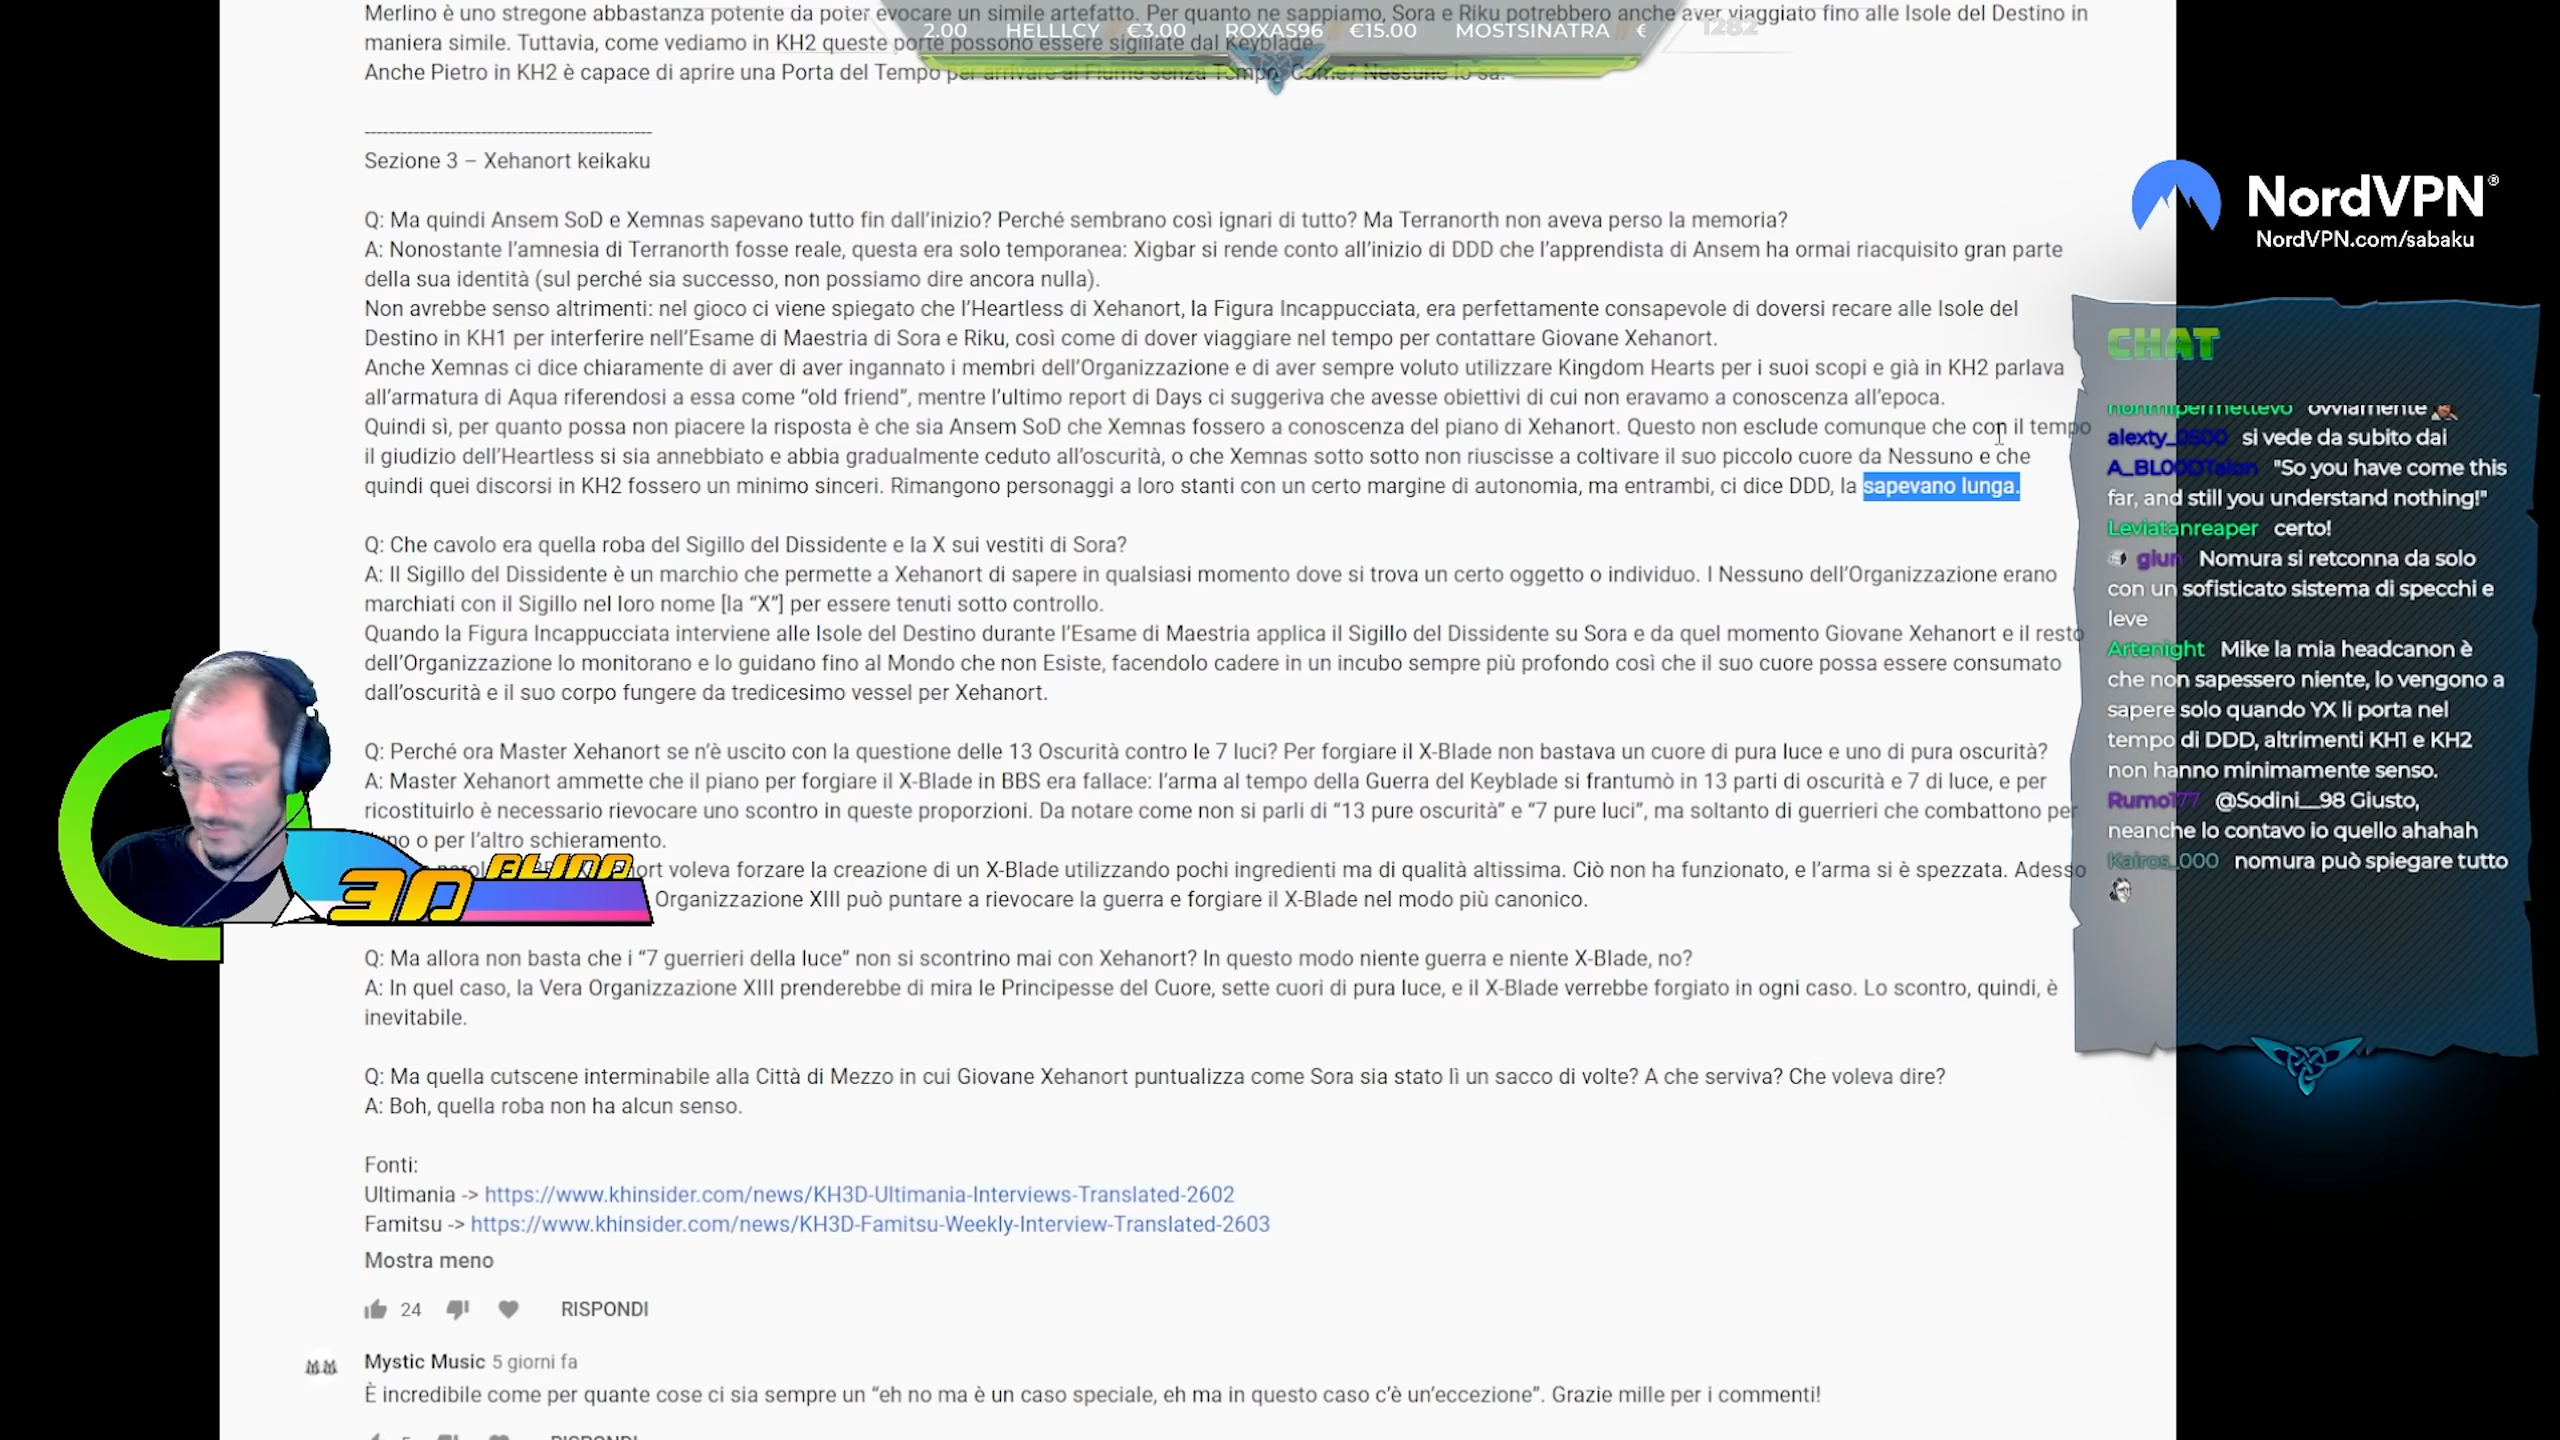 Merlino è uno stregone abbastanza potente da poter evocare un simile artefatto. Per quanto ne sappiamo, Sora e Riku potrebbero anche aver viaggiato fino alle Isole del Destino in
maniera simile. Tuttavia, come vediamo in KH2 queste porte possono essere sigillate dal Keyblade.
Anche Pietro in KH2 è capace di aprire una Porta del Tempo per arrivare al Fiume senza Tempo. Come? Nessuno lo sa.
2.00 HELLLCY // €3.00 ROXAS96 // €15.00 MOSTSINATRA // €
1282
-----------------------------------------------
Sezione 3 – Xehanort keikaku
Q: Ma quindi Ansem SoD e Xemnas sapevano tutto fin dall’inizio? Perché sembrano così ignari di tutto? Ma Terranorth non aveva perso la memoria?
A: Nonostante l’amnesia di Terranorth fosse reale, questa era solo temporanea: Xigbar si rende conto all’inizio di DDD che l’apprendista di Ansem ha ormai riacquisito gran parte
della sua identità (sul perché sia successo, non possiamo dire ancora nulla).
Non avrebbe senso altrimenti: nel gioco ci viene spiegato che l’Heartless di Xehanort, la Figura Incappucciata, era perfettamente consapevole di doversi recare alle Isole del
Destino in KH1 per interferire nell’Esame di Maestria di Sora e Riku, così come di dover viaggiare nel tempo per contattare Giovane Xehanort.
Anche Xemnas ci dice chiaramente di aver di aver ingannato i membri dell’Organizzazione e di aver sempre voluto utilizzare Kingdom Hearts per i suoi scopi e già in KH2 parlava
all’armatura di Aqua riferendosi a essa come “old friend”, mentre l’ultimo report di Days ci suggeriva che avesse obiettivi di cui non eravamo a conoscenza all’epoca.
Quindi sì, per quanto possa non piacere la risposta è che sia Ansem SoD che Xemnas fossero a conoscenza del piano di Xehanort. Questo non esclude comunque che con il tempo
il giudizio dell’Heartless si sia annebbiato e abbia gradualmente ceduto all’oscurità, o che Xemnas sotto sotto non riuscisse a coltivare il suo piccolo cuore da Nessuno e che
quindi quei discorsi in KH2 fossero un minimo sinceri. Rimangono personaggi a loro stanti con un certo margine di autonomia, ma entrambi, ci dice DDD, la sapevano lunga.
Q: Che cavolo era quella roba del Sigillo del Dissidente e la X sui vestiti di Sora?
A: Il Sigillo del Dissidente è un marchio che permette a Xehanort di sapere in qualsiasi momento dove si trova un certo oggetto o individuo. I Nessuno dell’Organizzazione erano
marchiati con il Sigillo nel loro nome [la “X”] per essere tenuti sotto controllo.
Quando la Figura Incappucciata interviene alle Isole del Destino durante l’Esame di Maestria applica il Sigillo del Dissidente su Sora e da quel momento Giovane Xehanort e il resto
dell’Organizzazione lo monitorano e lo guidano fino al Mondo che non Esiste, facendolo cadere in un incubo sempre più profondo così che il suo cuore possa essere consumato
dall’oscurità e il suo corpo fungere da tredicesimo vessel per Xehanort.
Q: Perché ora Master Xehanort se n’è uscito con la questione delle 13 Oscurità contro le 7 luci? Per forgiare il X-Blade non bastava un cuore di pura luce e uno di pura oscurità?
A: Master Xehanort ammette che il piano per forgiare il X-Blade in BBS era fallace: l’arma al tempo della Guerra del Keyblade si frantumò in 13 parti di oscurità e 7 di luce, e per
ricostituirlo è necessario rievocare uno scontro in queste proporzioni. Da notare come non si parli di “13 pure oscurità” e “7 pure luci”, ma soltanto di guerrieri che combattono per
o per l’altro schieramento.
voleva forzare la creazione di un X-Blade utilizzando pochi ingredienti ma di qualità altissima. Ciò non ha funzionato, e l’arma si è spezzata. Adesso
Organizzazione XIII può puntare a rievocare la guerra e forgiare il X-Blade nel modo più canonico.
Q: Ma allora non basta che i “7 guerrieri della luce” non si scontrino mai con Xehanort? In questo modo niente guerra e niente X-Blade, no?
A: In quel caso, la Vera Organizzazione XIII prenderebbe di mira le Principesse del Cuore, sette cuori di pura luce, e il X-Blade verrebbe forgiato in ogni caso. Lo scontro, quindi, è
inevitabile.
Q: Ma quella cutscene interminabile alla Città di Mezzo in cui Giovane Xehanort puntualizza come Sora sia stato lì un sacco di volte? A che serviva? Che voleva dire?
A: Boh, quella roba non ha alcun senso.
Fonti:
Ultimania -> https://www.khinsider.com/news/KH3D-Ultimania-Interviews-Translated-2602
Famitsu -> https://www.khinsider.com/news/KH3D-Famitsu-Weekly-Interview-Translated-2603
Mostra meno
24 RISPONDI
Mystic Music 5 giorni fa
È incredibile come per quante cose ci sia sempre un “eh no ma è un caso speciale, eh ma in questo caso c’è un’eccezione”. Grazie mille per i commenti!
5 RISPONDI
BLIND
3D
NordVPN®
NordVPN.com/sabaku
CHAT
nonmipermettevo ovviamente
alexty_0500 si vede da subito dai
A_BL00DTalon "So you have come this
far, and still you understand nothing!"
Leviatanreaper certo!
giun Nomura si retconna da solo
con un sofisticato sistema di specchi e
leve
Artenight Mike la mia headcanon è
che non sapessero niente, lo vengono a
sapere solo quando YX li porta nel
tempo di DDD, altrimenti KH1 e KH2
non hanno minimamente senso.
Rumo177 @Sodini__98 Giusto,
neanche lo contavo io quello ahahah
Kairos_000 nomura può spiegare tutto